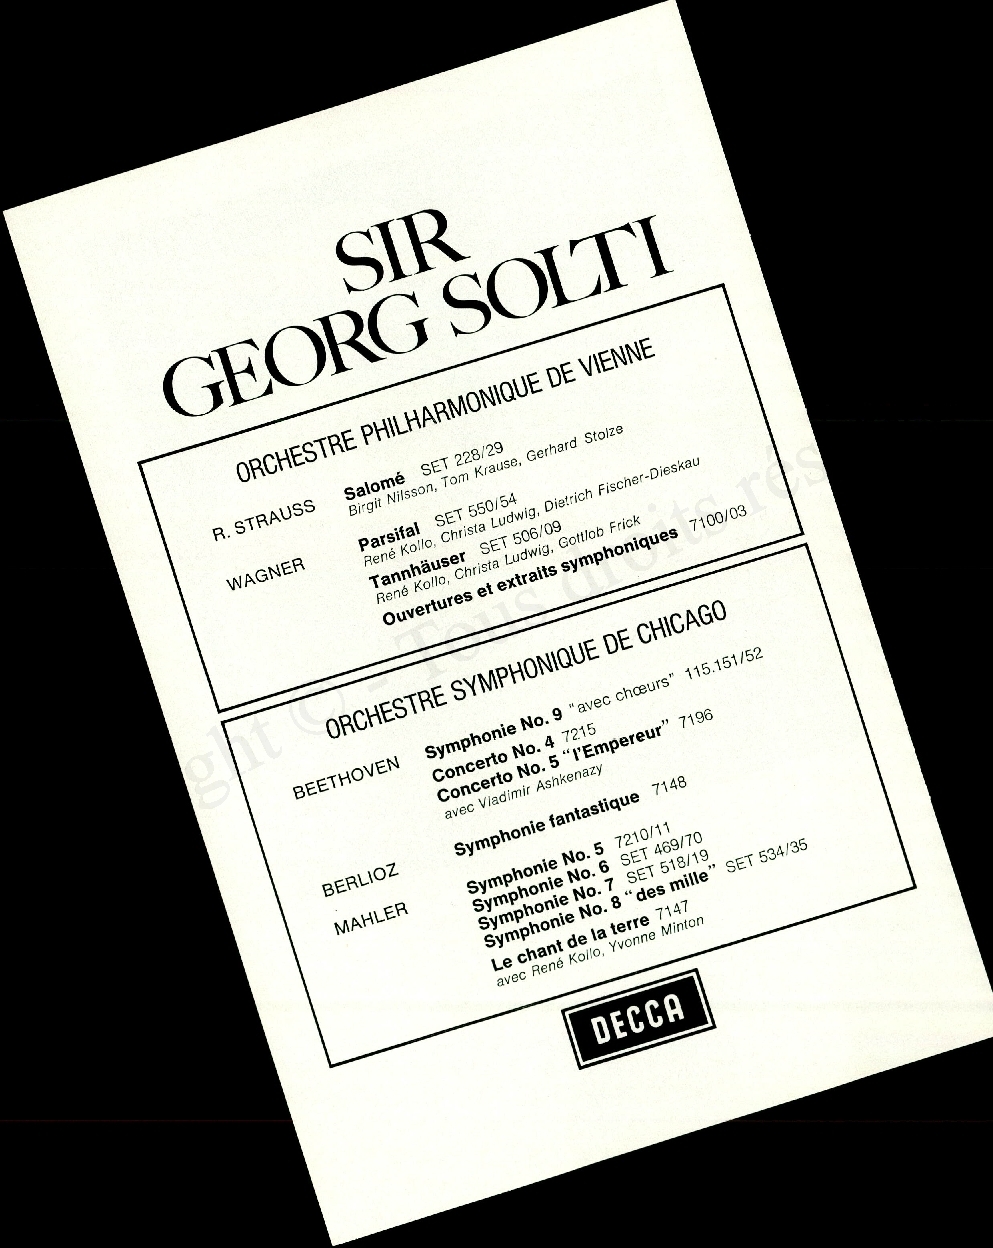 SIR
GEORG SOLTI
ORCHESTRE PHILHARMONIQUE DE VIENNE
R. STRAUSS Salomé SET 228/29
Birgit Nilsson, Tom Krause, Gerhard Stolze
WAGNER Parsifal SET 550/54
René Kollo, Christa Ludwig, Dietrich Fischer-Dieskau
Tannhäuser SET 506/09
René Kollo, Christa Ludwig, Gottlob Frick
Ouvertures et extraits symphoniques 7100/03
ORCHESTRE SYMPHONIQUE DE CHICAGO
BEETHOVEN Symphonie No. 9 "avec chœurs" 115.151/52
Concerto No. 4 7215
Concerto No. 5 "l'Empereur" 7196
avec Vladimir Ashkenazy
BERLIOZ Symphonie fantastique 7148
MAHLER Symphonie No. 5 7210/11
Symphonie No. 6 SET 469/70
Symphonie No. 7 SET 518/19
Symphonie No. 8 "des mille" SET 534/35
Le chant de la terre 7147
avec René Kollo, Yvonne Minton
DECCA
ght © - Tous droits rés